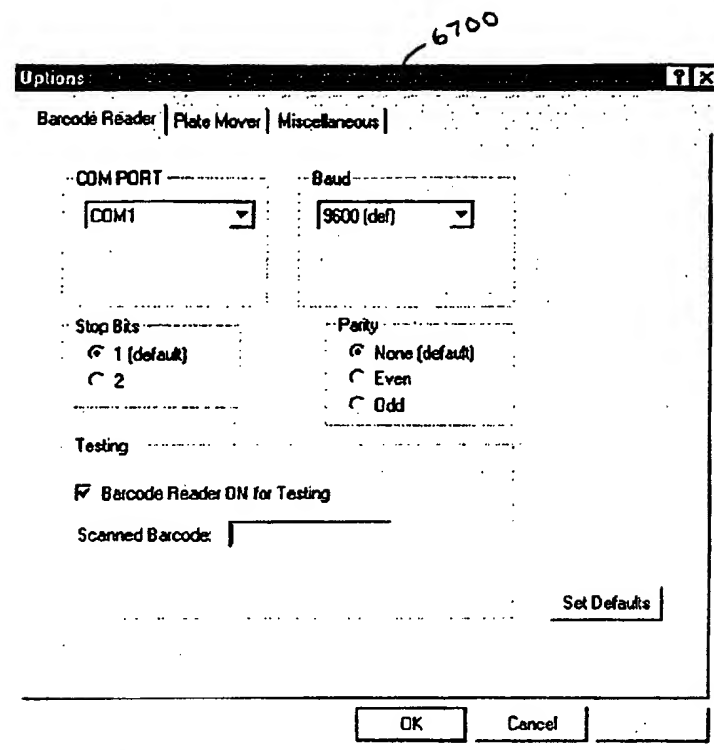 6700
Options
Barcode Reader Plate Mover Miscellaneous
COM PORT Baud
COM1 9600 (def)
Stop Bits Parity
1 (default) None (default)
2 Even
Odd
Testing
Barcode Reader ON for Testing
Scanned Barcode:
Set Defaults
OK Cancel